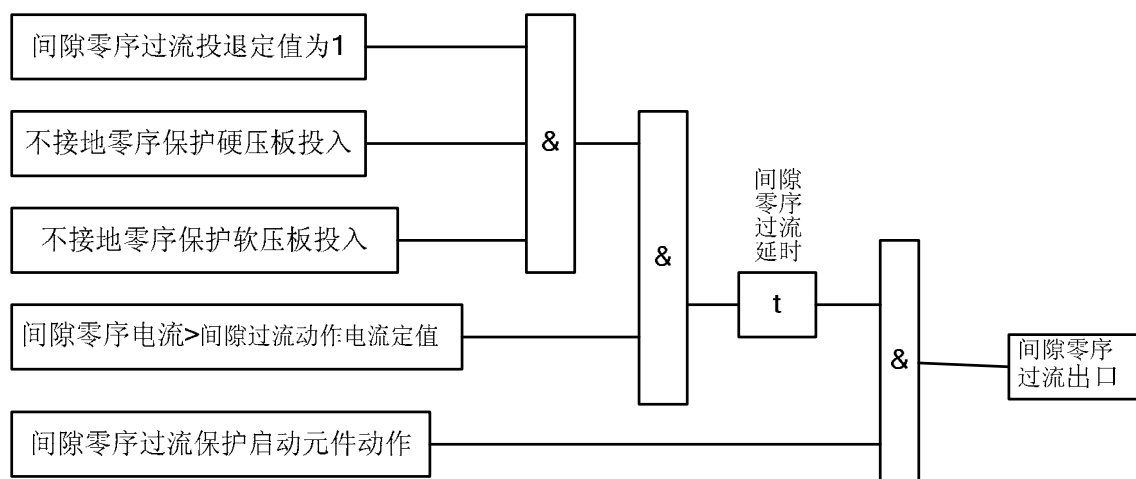 间隙零序过流投退定值为1
不接地零序保护硬压板投入
&
间隙
零序
过流
延时
不接地零序保护软压板投入
&
t
间隙零序电流>间隙过流动作电流定值
&
间隙零序
过流出口
间隙零序过流保护启动元件动作